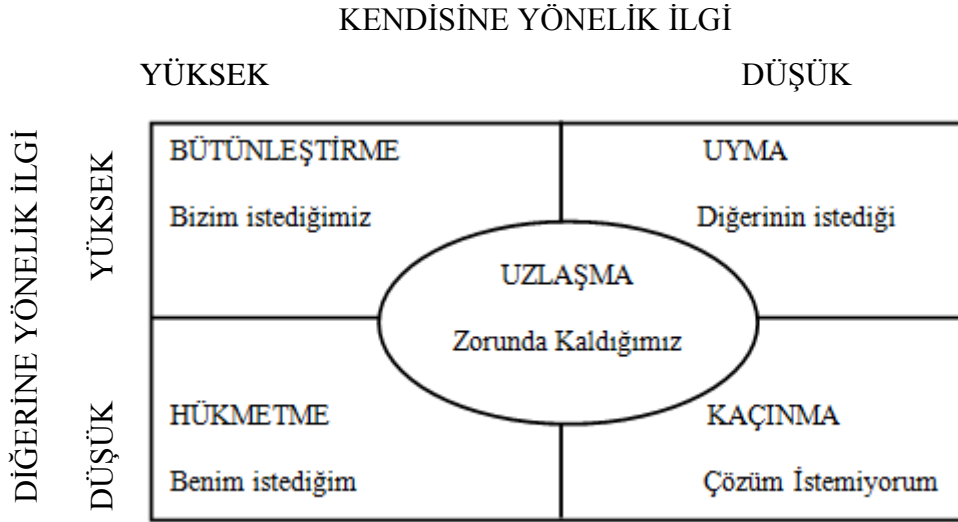 KENDİSİNE YÖNELİK İLGİ
YÜKSEK DÜŞÜK
DİĞERİNE YÖNELİK İLGİ
YÜKSEK
DÜŞÜK
BÜTÜNLEŞTİRME
Bizim istediğimiz
UYMA
Diğerinin istediği
UZLAŞMA
Zorunda Kaldığımız
HÜKMETME
Benim istediğim
KAÇINMA
Çözüm İstemiyorum